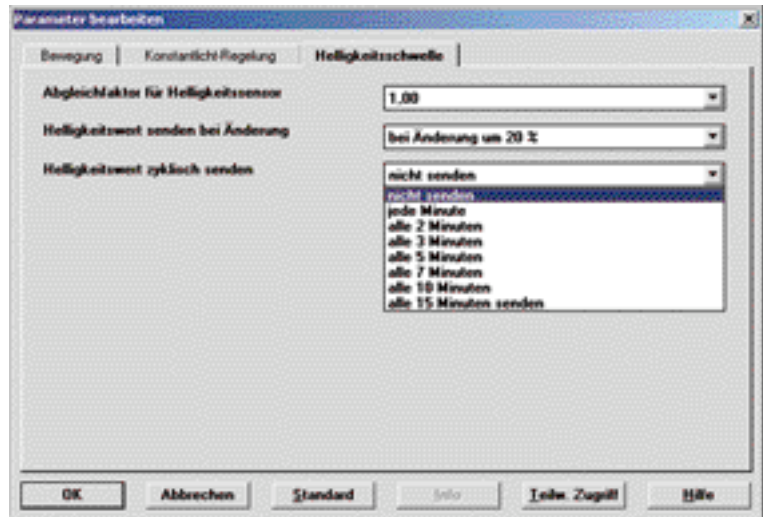 Parameter bearbeiten
Bewegung Konstantlicht-Regelung Helligkeitsschwelle
Abgleichfaktor für Helligkeitssensor 1,00
Helligkeitswert senden bei Änderung bei Änderung um 20 %
Helligkeitswert zyklisch senden nicht senden
nicht senden
jede Minute
alle 2 Minuten
alle 3 Minuten
alle 5 Minuten
alle 7 Minuten
alle 10 Minuten
alle 15 Minuten senden
OK Abbrechen Standard Info Teilw. Zugriff Hilfe